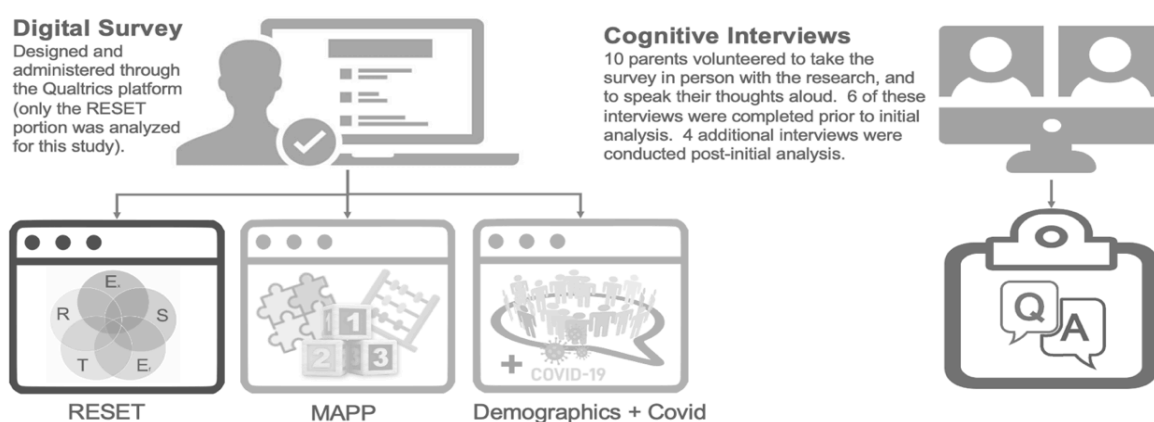 Digital Survey
Designed and
administered through
the Qualtrics platform
(only the RESET
portion was analyzed
for this study).
Cognitive Interviews
10 parents volunteered to take the
survey in person with the research, and
to speak their thoughts aloud.  6 of these
interviews were completed prior to initial
analysis.  4 additional interviews were
conducted post-initial analysis.
E
R
S
T
E
RESET
1
1
2
3
3
MAPP
+
COVID-19
Demographics + Covid
Q
A